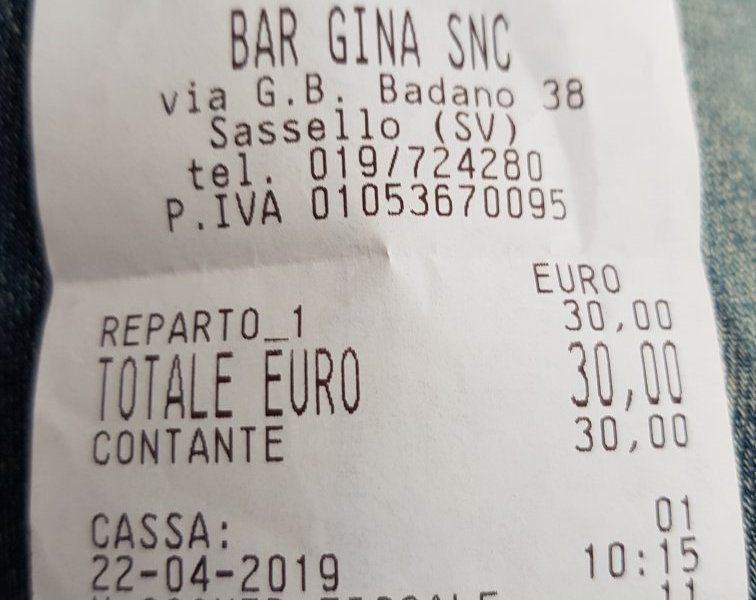 BAR GINA SNC
via G.B. Badano 38
Sassello (SV)
tel. 019/724280
P.IVA 01053670095
EURO
REPARTO_1 30,00
TOTALE EURO 30,00
CONTANTE 30,00
CASSA: 01
22-04-2019 10:15